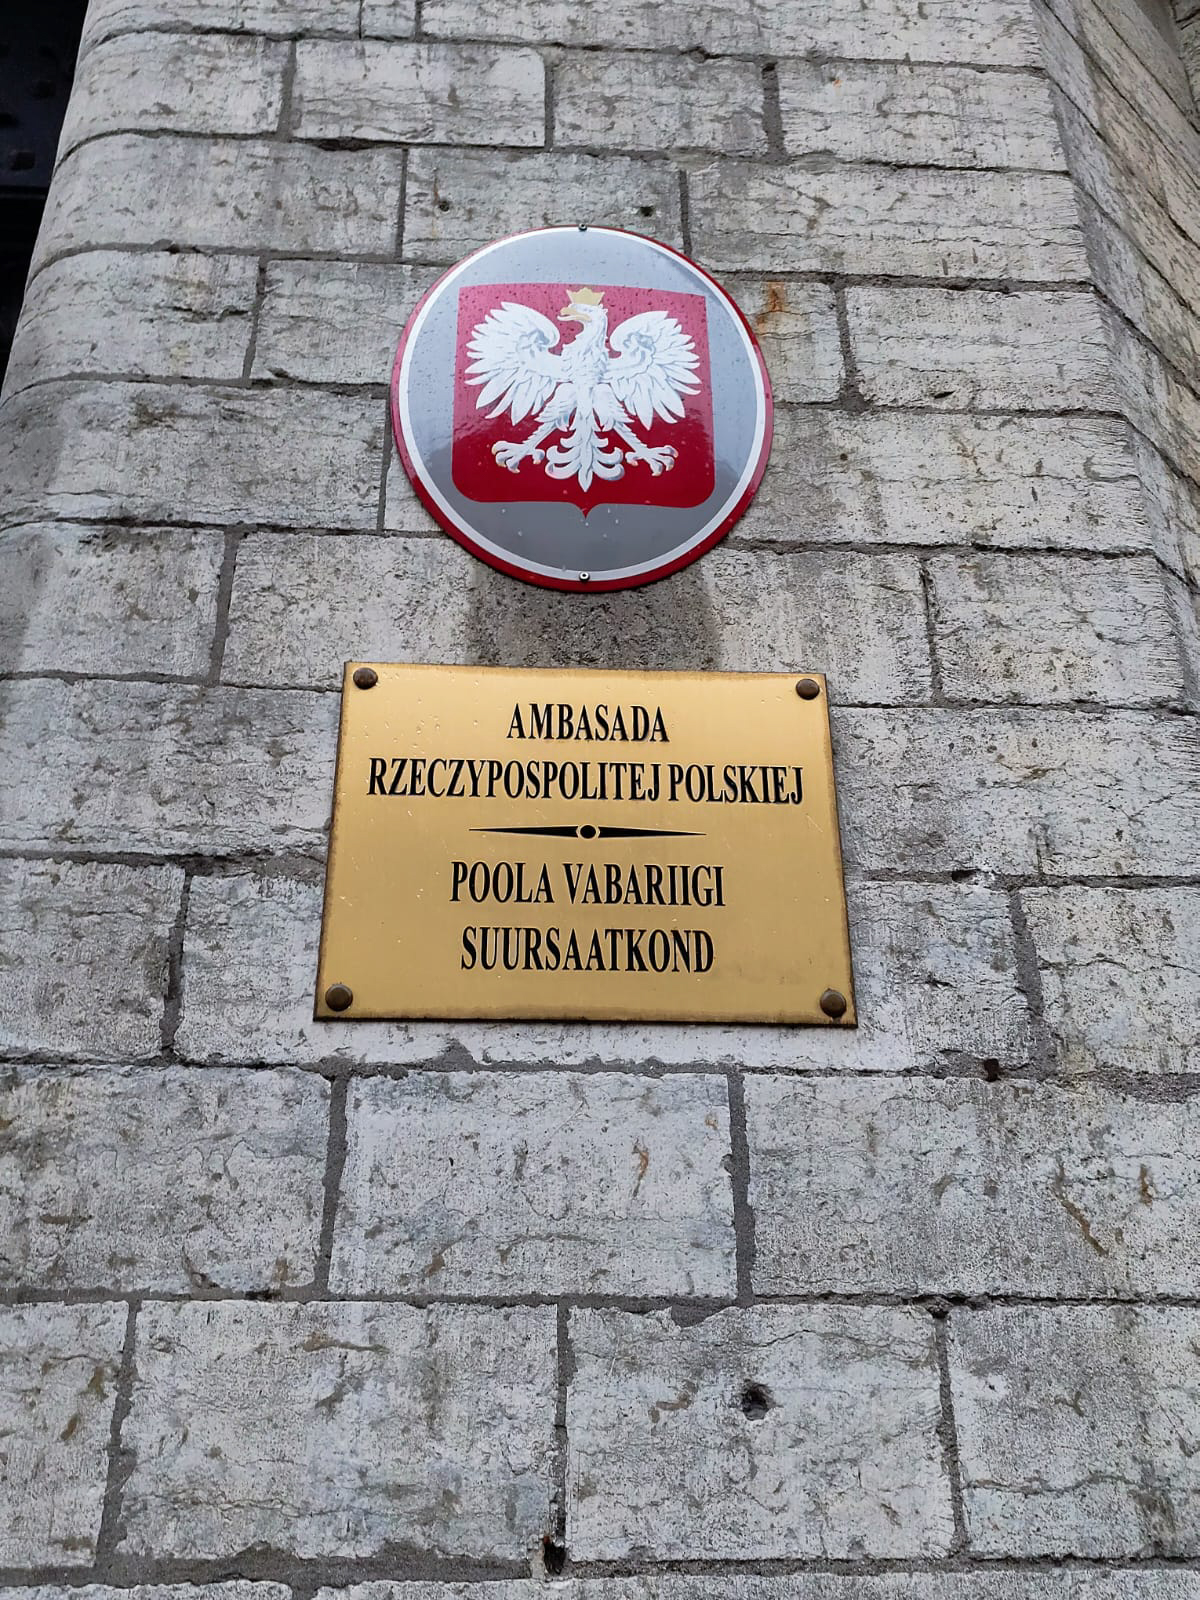 AMBASADA
RZECZYPOSPOLITEJ POLSKIEJ
POOLA VABARIIGI
SUURSAATKOND